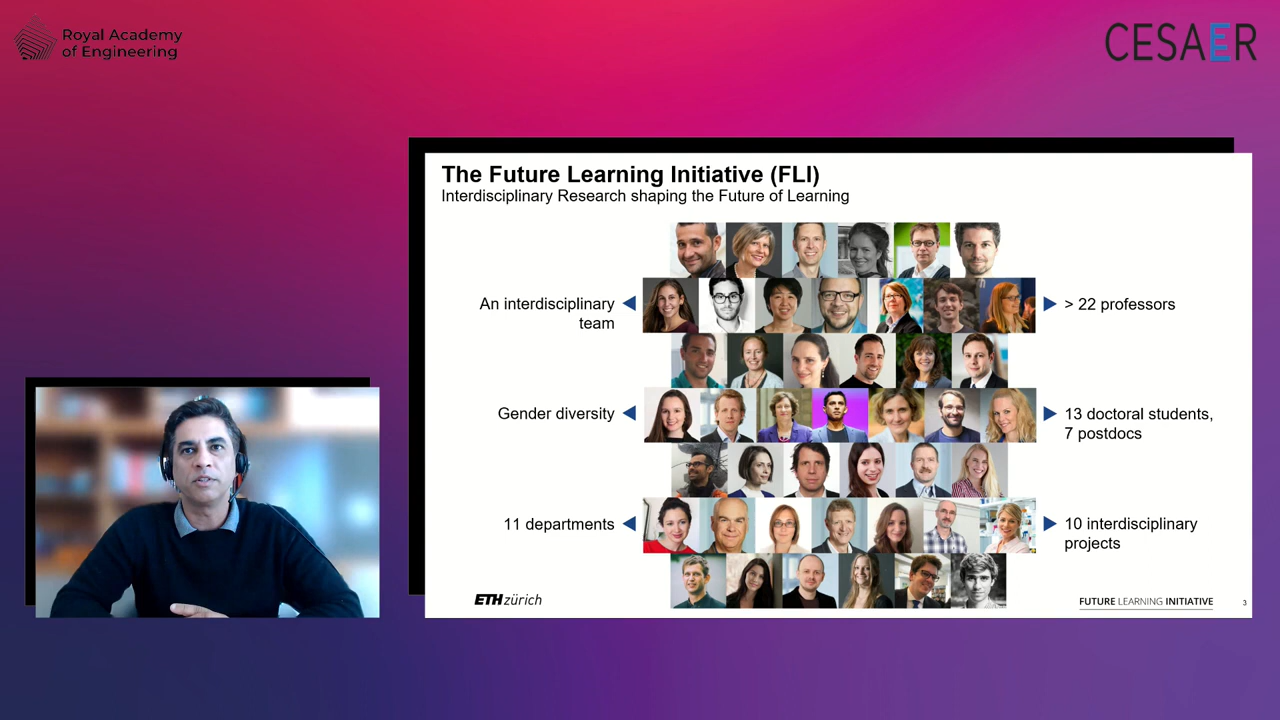 Royal Academy
of Engineering
CESAER
The Future Learning Initiative (FLI)
Interdisciplinary Research shaping the Future of Learning
An interdisciplinary
team
> 22 professors
Gender diversity
13 doctoral students,
7 postdocs
11 departments
10 interdisciplinary
projects
ETH zürich
FUTURE LEARNING INITIATIVE
3